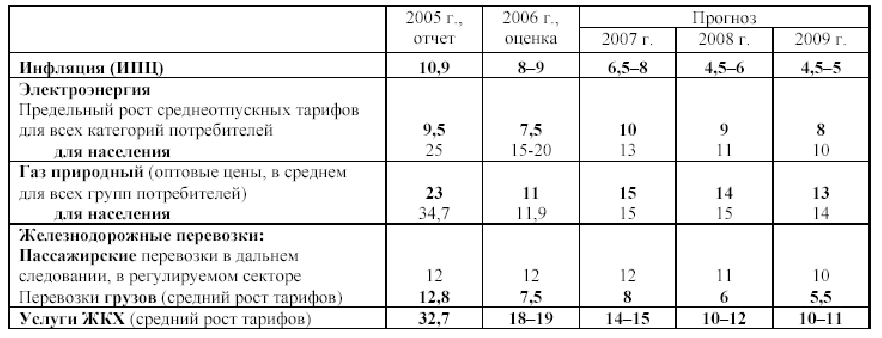 2005 г., отчет 2006 г., оценка Прогноз
2007 г. 2008 г. 2009 г.
Инфляция (ИПЦ) 10,9 8–9 6,5–8 4,5–6 4,5–5
Электроэнергия
Предельный рост среднеотпускных тарифов
для всех категорий потребителей 9,5 7,5 10 9 8
для населения 25 15-20 13 11 10
Газ природный (оптовые цены, в среднем
для всех групп потребителей) 23 11 15 14 13
для населения 34,7 11,9 15 15 14
Железнодорожные перевозки:
Пассажирские перевозки в дальнем
следовании, в регулируемом секторе 12 12 12 11 10
Перевозки грузов (средний рост тарифов) 12,8 7,5 8 6 5,5
Услуги ЖКХ (средний рост тарифов) 32,7 18–19 14–15 10–12 10–11